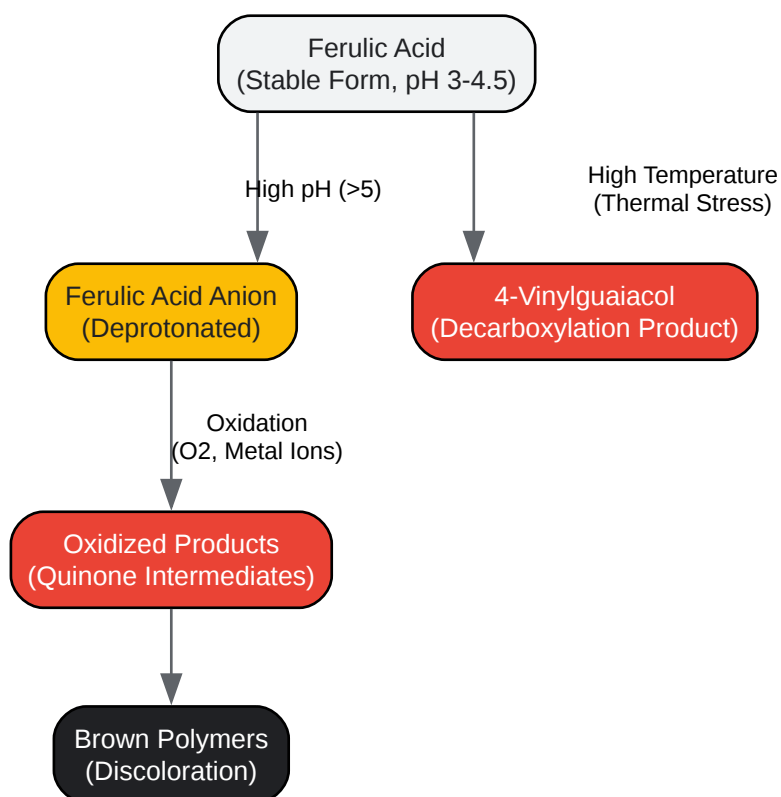 Ferulic Acid
(Stable Form, pH 3-4.5)
High pH (>5)
High Temperature
(Thermal Stress)
Ferulic Acid Anion
(Deprotonated)
4-Vinylguaiacol
(Decarboxylation Product)
Oxidation
(O2, Metal Ions)
Oxidized Products
(Quinone Intermediates)
Brown Polymers
(Discoloration)